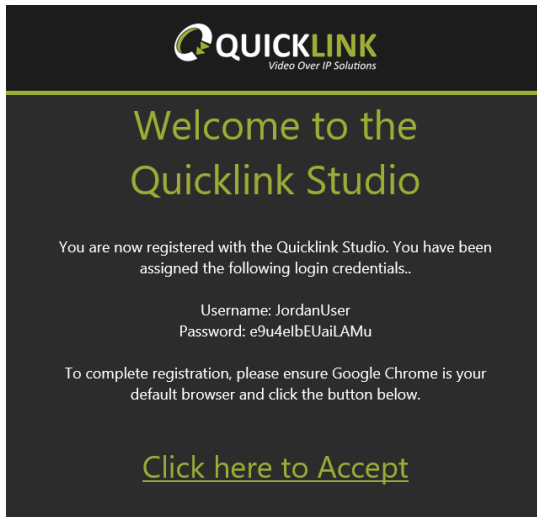 QUICKLINK
Video Over IP Solutions
Welcome to the
Quicklink Studio
You are now registered with the Quicklink Studio. You have been
assigned the following login credentials..
Username: JordanUser
Password: e9u4eIbEUaiLAMu
To complete registration, please ensure Google Chrome is your
default browser and click the button below.
Click here to Accept